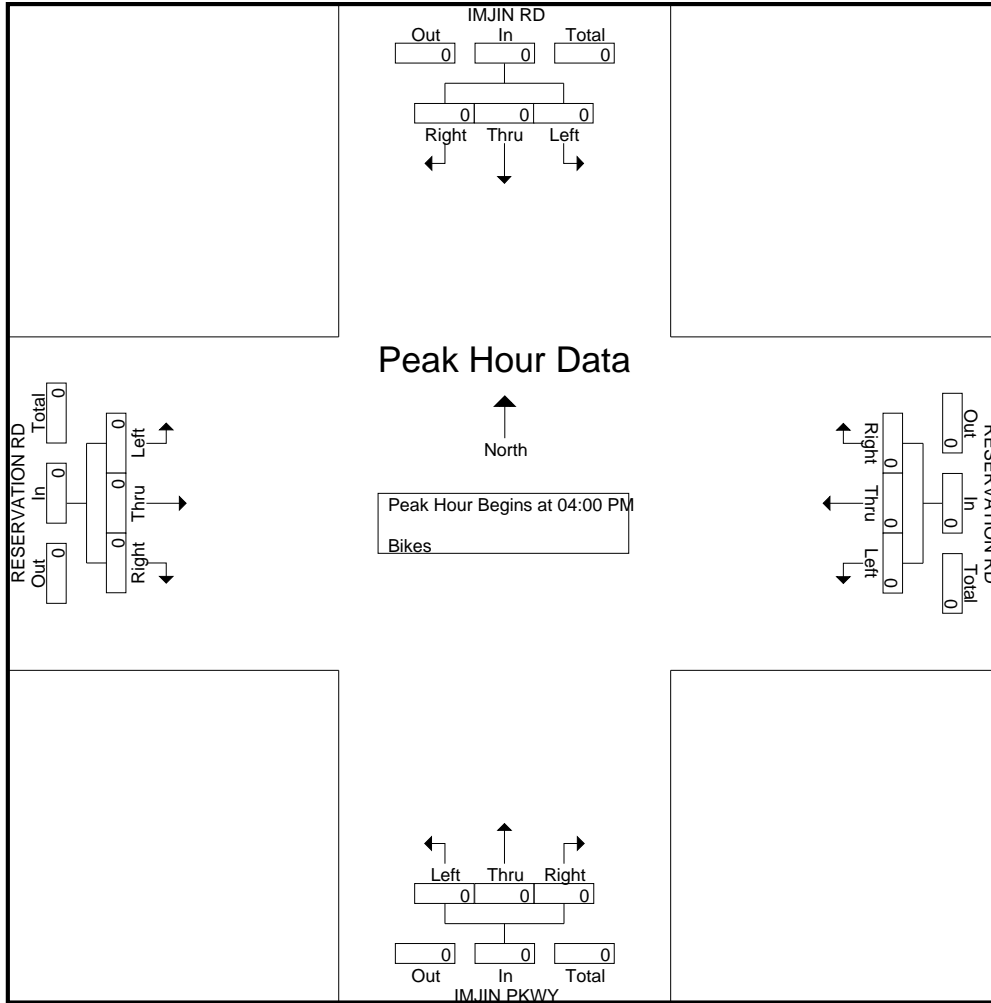 IMJIN RD
Out In Total
0 0 0
0 0 0
Right Thru Left
Peak Hour Data
North
Peak Hour Begins at 04:00 PM
Bikes
RESERVATION RD
Total In Out
0 0 0
0 0 0
Left Thru Right
RESERVATION RD
Out In Total
0 0 0
0 0 0
Right Thru Left
Left Thru Right
0 0 0
0 0 0
Out In Total
IMJIN PKWY